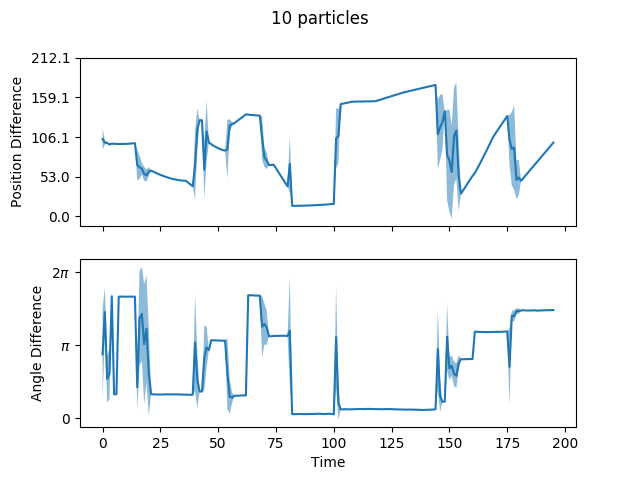 10 particles
Position Difference
212.1
159.1
106.1
53.0
0.0
Angle Difference
2π
π
0
0 25 50 75 100 125 150 175 200
Time